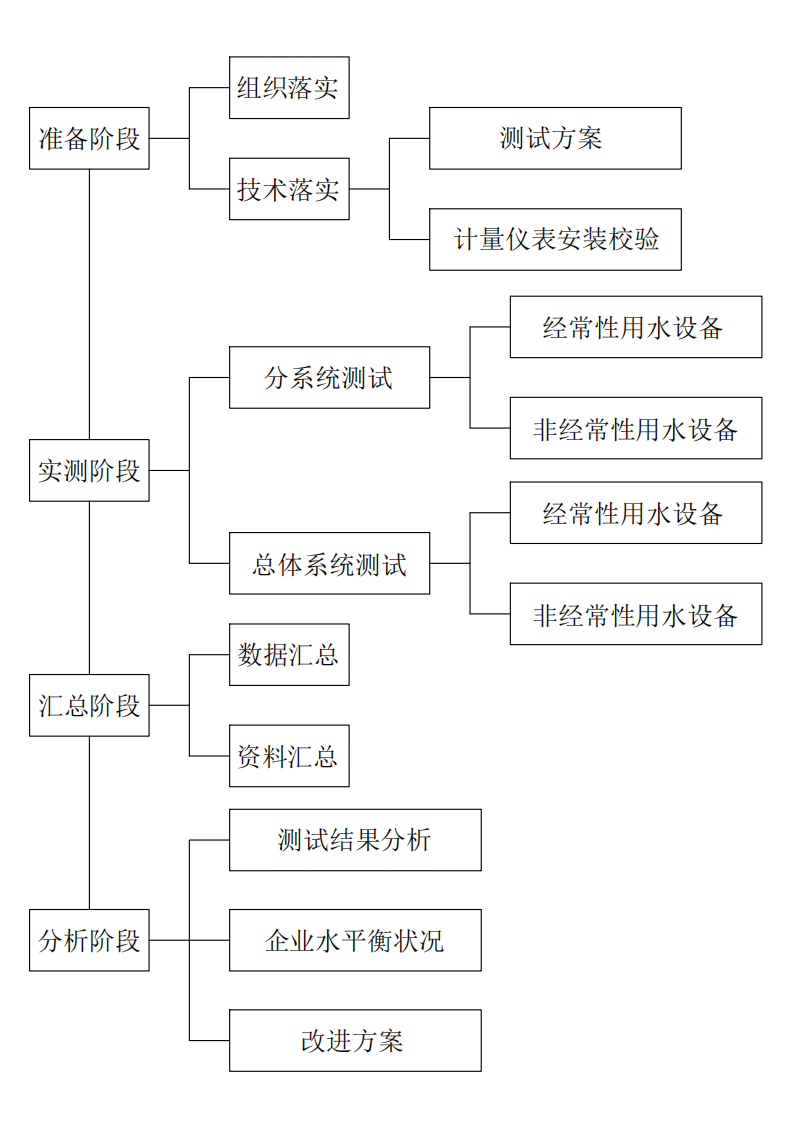 准备阶段
组织落实
技术落实
测试方案
计量仪表安装校验
实测阶段
分系统测试
经常性用水设备
非经常性用水设备
总体系统测试
经常性用水设备
非经常性用水设备
汇总阶段
数据汇总
资料汇总
分析阶段
测试结果分析
企业水平衡状况
改进方案